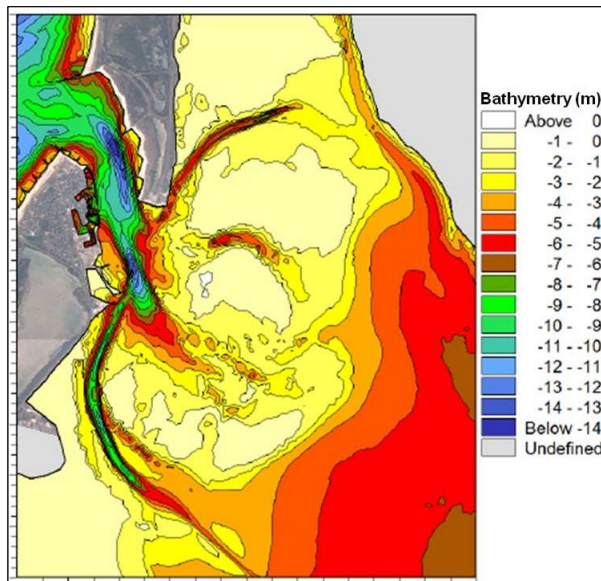 Bathymetry (m)
Above 0
-1 - 0
-2 - -1
-3 - -2
-4 - -3
-5 - -4
-6 - -5
-7 - -6
-8 - -7
-9 - -8
-10 - -9
-11 - -10
-12 - -11
-13 - -12
-14 - -13
Below -14
Undefined